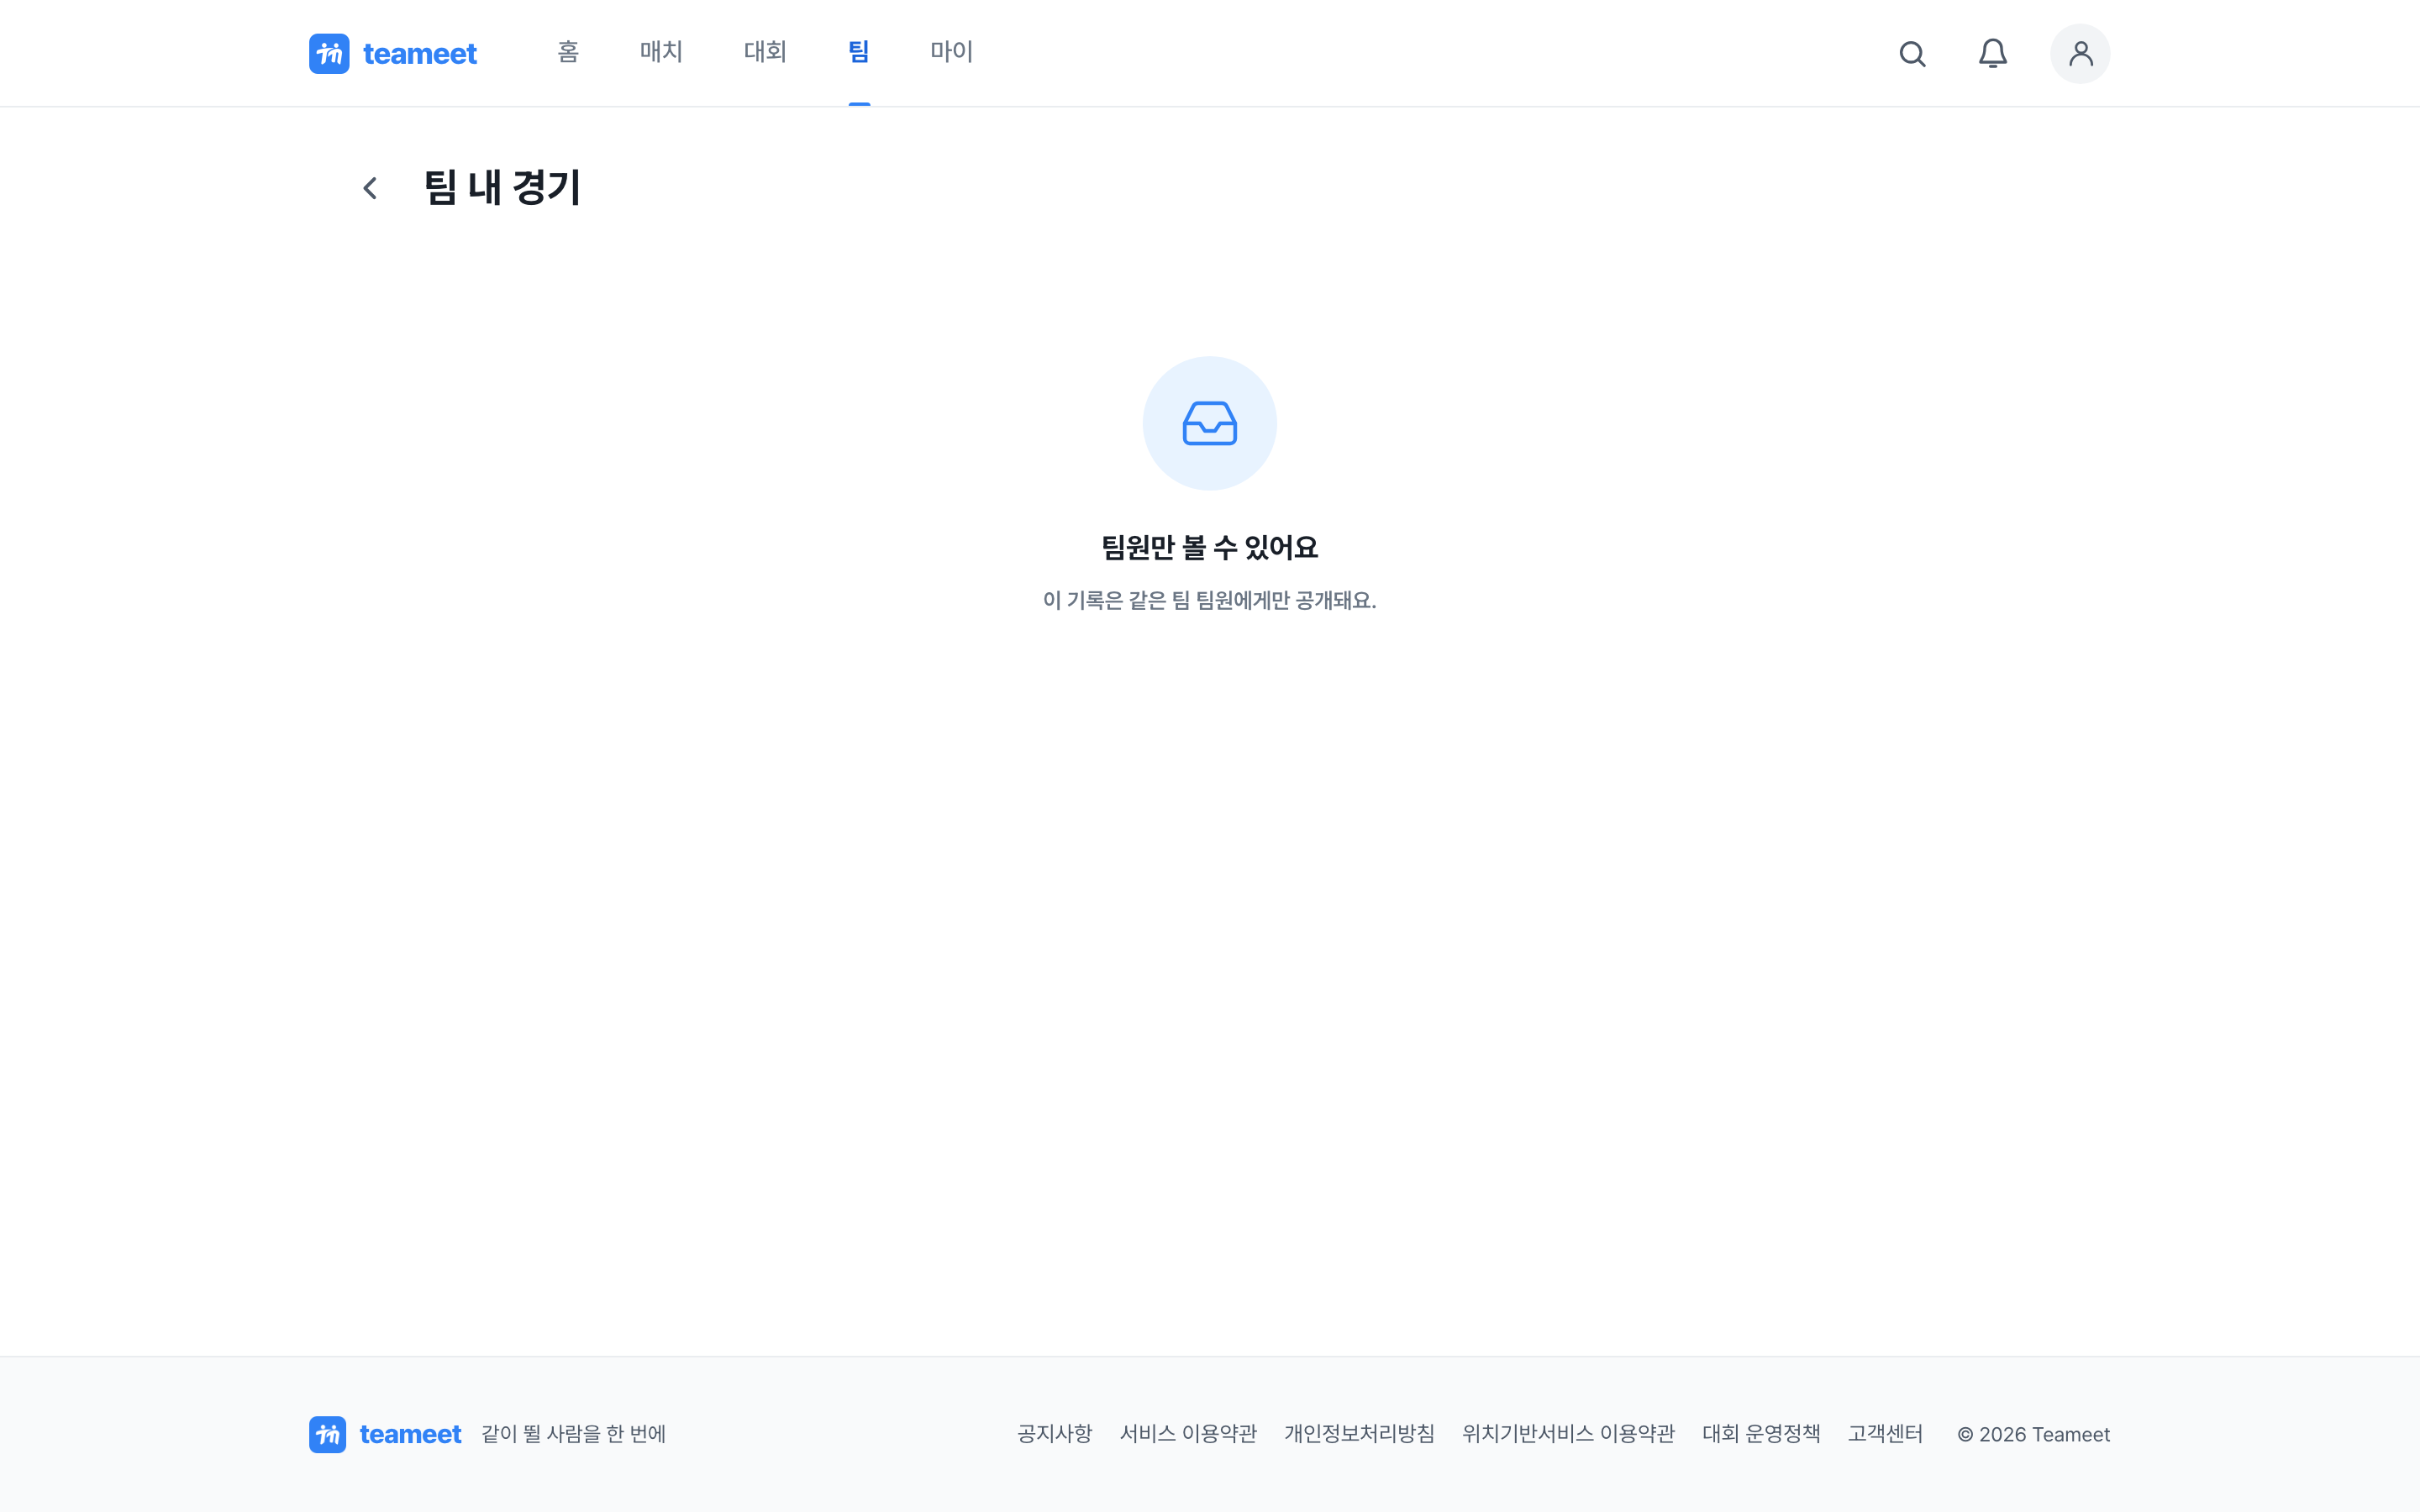 teameet 홈 매치 대회 팀 마이
팀 내 경기
팀원만 볼 수 있어요
이 기록은 같은 팀 팀원에게만 공개돼요.
teameet 같이 뛸 사람을 한 번에 공지사항 서비스 이용약관 개인정보처리방침 위치기반서비스 이용약관 대회 운영정책 고객센터 © 2026 Teameet